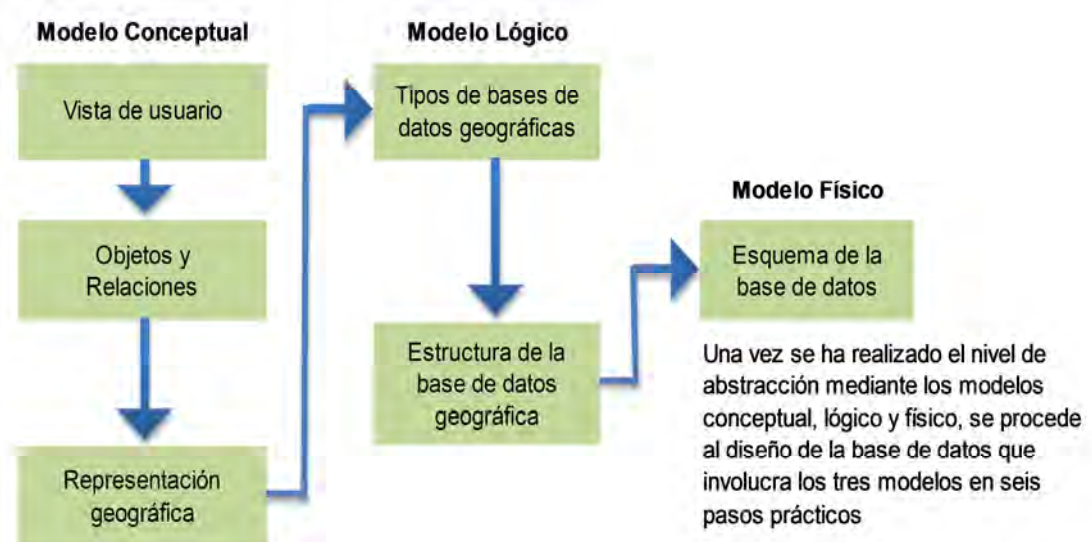 Modelo Conceptual
Vista de usuario
Objetos y
Relaciones
Representación
geográfica
Modelo Lógico
Tipos de bases de
datos geográficas
Estructura de la
base de datos
geográfica
Modelo Físico
Esquema de la
base de datos
Una vez se ha realizado el nivel de
abstracción mediante los modelos
conceptual, lógico y físico, se procede
al diseño de la base de datos que
involucra los tres modelos en seis
pasos prácticos